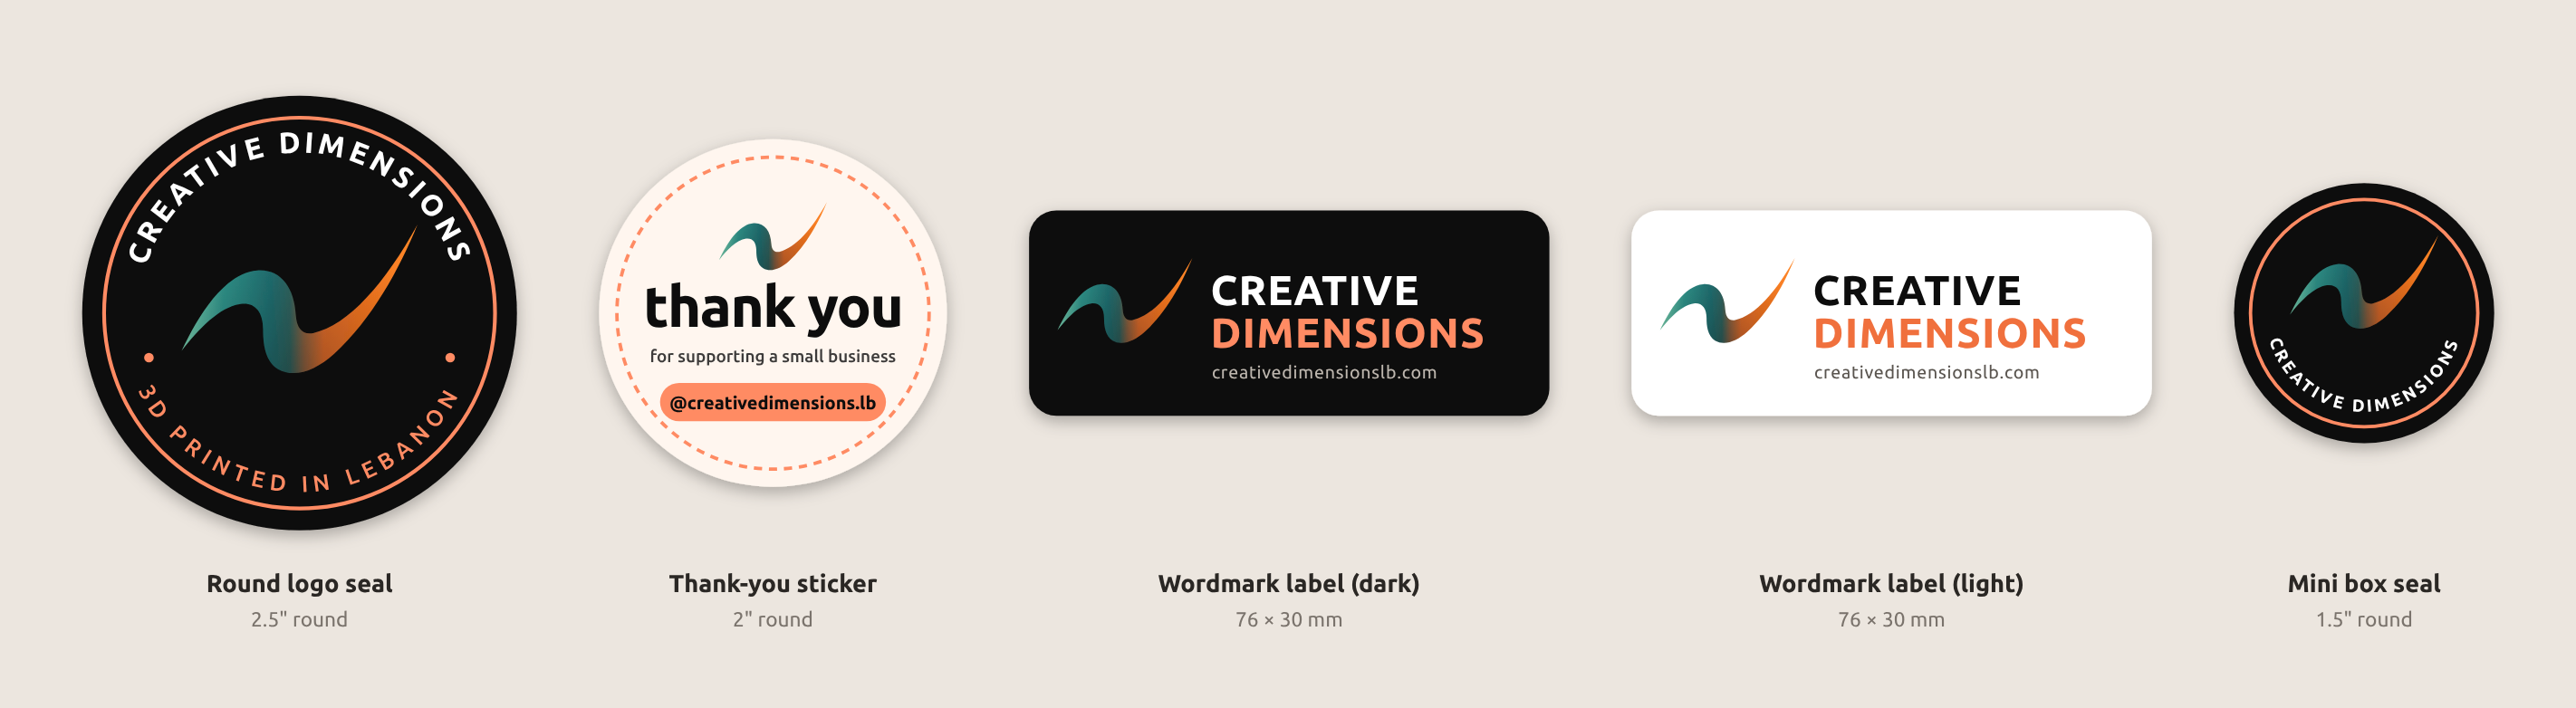 CREATIVE DIMENSIONS
3D PRINTED IN LEBANON
Round logo seal
2.5" round
thank you
for supporting a small business
@creativedimensions.lb
Thank-you sticker
2" round
CREATIVE
DIMENSIONS
creativedimensionslb.com
Wordmark label (dark)
76 × 30 mm
CREATIVE
DIMENSIONS
creativedimensionslb.com
Wordmark label (light)
76 × 30 mm
CREATIVE DIMENSIONS
Mini box seal
1.5" round